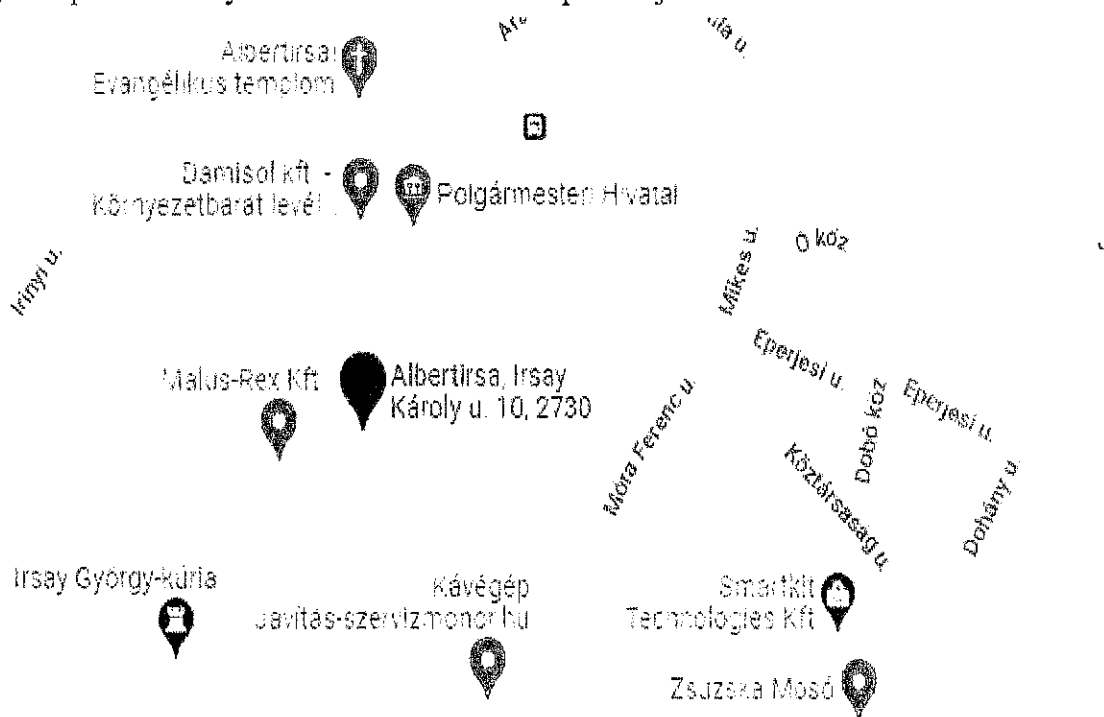 Albertirsai
Evangélikus templom
Damisol kft -
Környezetbarát levél...
Polgármesteri Hivatal
Irinyi u.
Mikes u.
Ó köz
Eperjesi u.
Eperjesi u.
Malus-Rex Kft
Albertirsa, Irsay
Károly u. 10, 2730
Móra Ferenc u.
Dobó köz
Köztársaság u.
Dohány u.
Irsay György-kúria
Kávégép
Javítás-szervizmonor.hu
Smartkit
Technologies Kft
Zsuzska Mosó